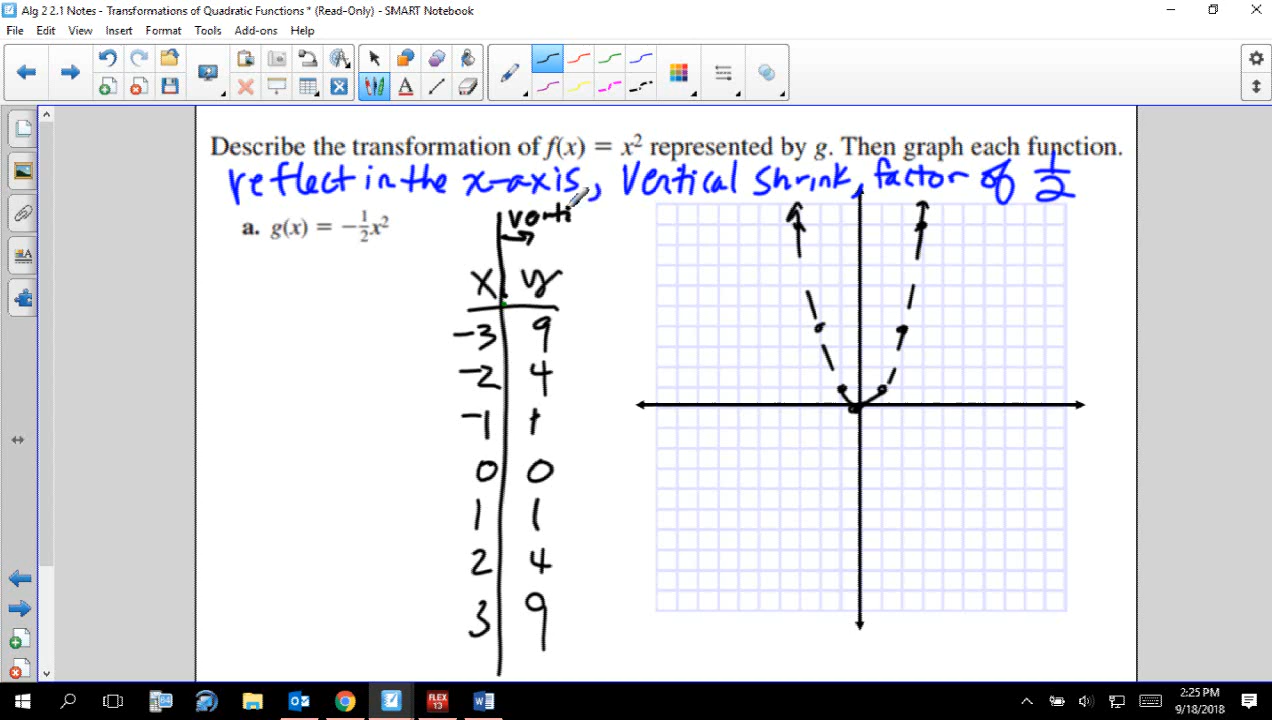 Alg 2 2.1 Notes - Transformations of Quadratic Functions * (Read-Only) - SMART Notebook
File Edit View Insert Format Tools Add-ons Help
Describe the transformation of f(x) = x² represented by g. Then graph each function.
reflect in the x-axis, Vertical shrink, factor of 1/2
a. g(x) = −1/2x²
verti
x y
-3 9
-2 4
-1 1
0 0
1 1
2 4
3 9
FLEX 13
2:25 PM
9/18/2018